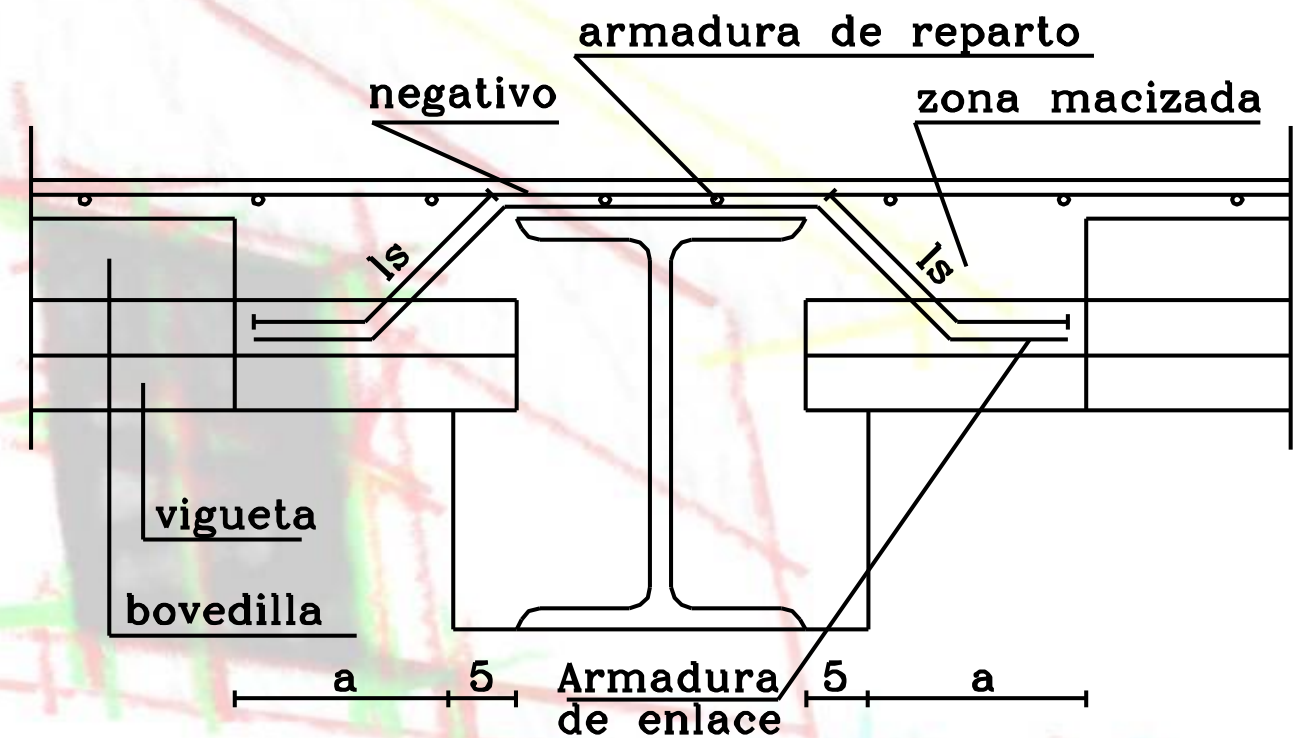 armadura de reparto
negativo
zona macizada
ls
ls
vigueta
bovedilla
a
5
Armadura
de enlace
5
a